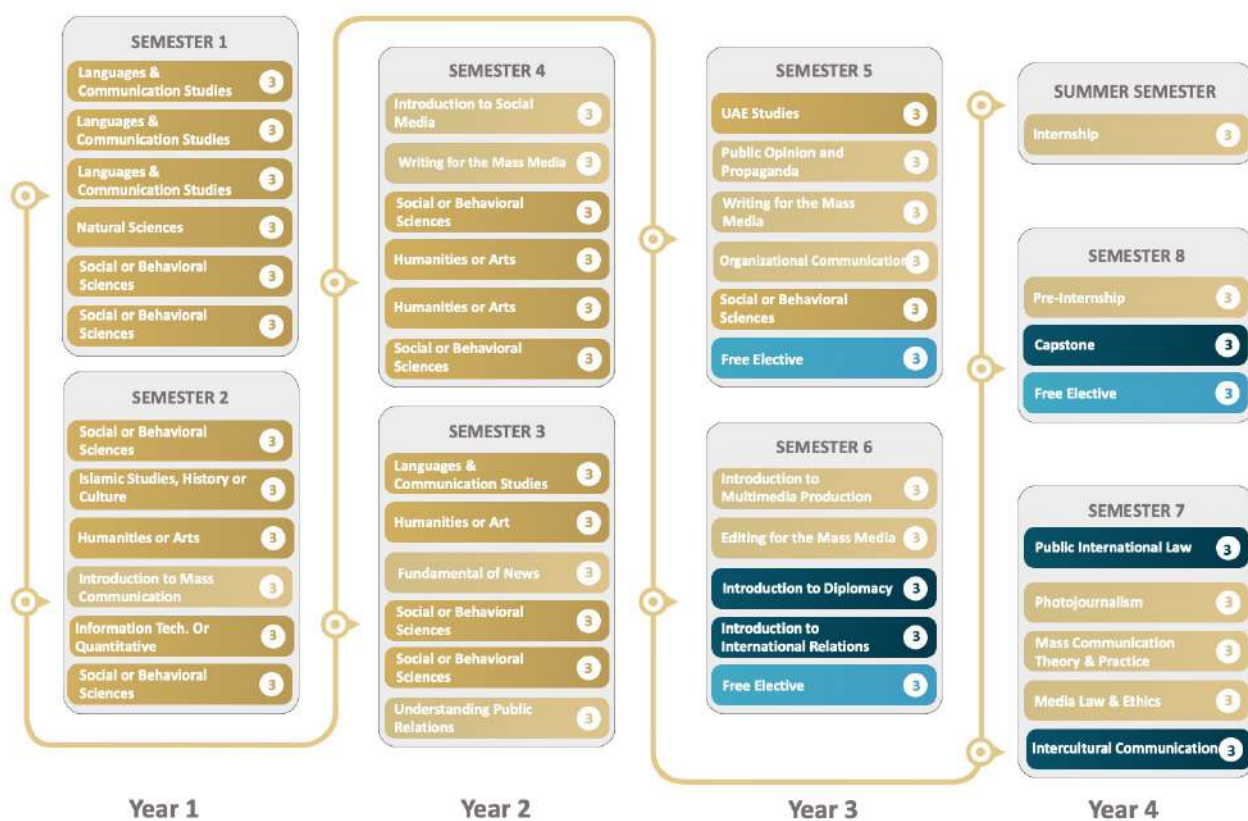 SEMESTER 1
Languages &
Communication Studies
3
Languages &
Communication Studies
3
Languages &
Communication Studies
3
Natural Sciences
3
Social or Behavioral
Sciences
3
Social or Behavioral
Sciences
3
SEMESTER 2
Social or Behavioral
Sciences
3
Islamic Studies, History or
Culture
3
Humanities or Arts
3
Introduction to Mass
Communication
3
Information Tech. Or
Quantitative
3
Social or Behavioral
Sciences
3
Year 1
SEMESTER 4
Introduction to Social
Media
3
Writing for the Mass Media
3
Social or Behavioral
Sciences
3
Humanities or Arts
3
Humanities or Arts
3
Social or Behavioral
Sciences
3
SEMESTER 3
Languages &
Communication Studies
3
Humanities or Art
3
Fundamental of News
3
Social or Behavioral
Sciences
3
Social or Behavioral
Sciences
3
Understanding Public
Relations
3
Year 2
SEMESTER 5
UAE Studies
3
Public Opinion and
Propaganda
3
Writing for the Mass
Media
3
Organizational Communication
3
Social or Behavioral
Sciences
3
Free Elective
3
SEMESTER 6
Introduction to
Multimedia Production
3
Editing for the Mass Media
3
Introduction to Diplomacy
3
Introduction to
International Relations
3
Free Elective
3
Year 3
SUMMER SEMESTER
Internship
3
SEMESTER 8
Pre-Internship
3
Capstone
3
Free Elective
3
SEMESTER 7
Public International Law
3
Photojournalism
3
Mass Communication
Theory & Practice
3
Media Law & Ethics
3
Intercultural Communication
3
Year 4